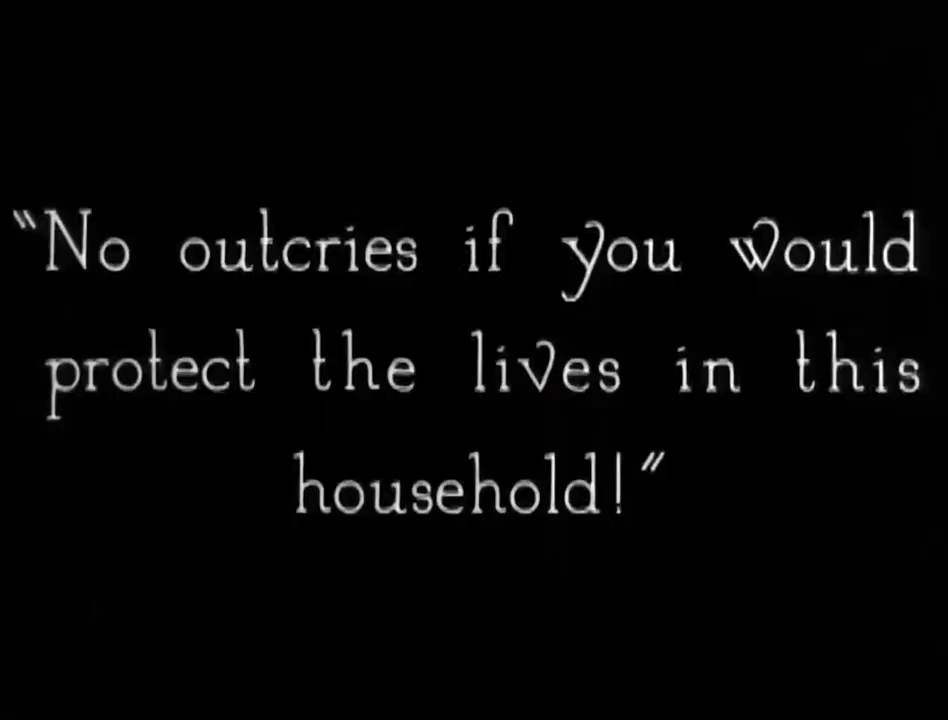 “No outcries if you would
protect the lives in this
household!”